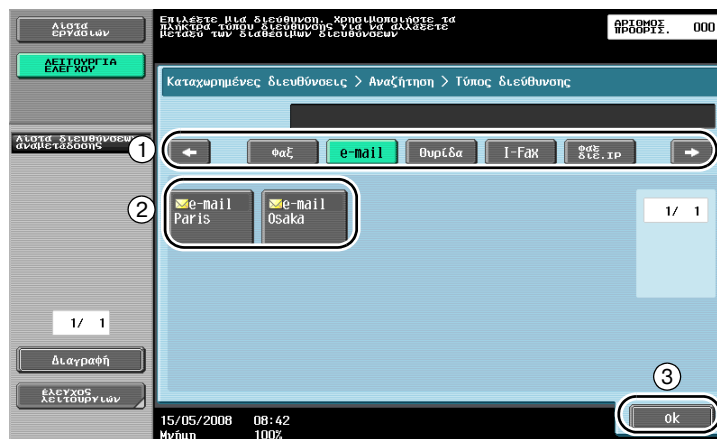 Λίστα
εργασιών
Επιλέξτε μια διεύθυνση. Χρησιμοποιήστε τα
πλήκτρα τύπου διεύθυνσης για να αλλάξετε
μεταξύ των διαθέσιμων διευθύνσεων
ΑΡΙΘΜΟΣ
ΠΡΟΟΡΙΣ. 000
ΛΕΙΤΟΥΡΓΙΑ
ΕΛΕΓΧΟΥ
Καταχωρημένες διευθύνσεις > Αναζήτηση > Τύπος διεύθυνσης
Λίστα διευθύνσεων
αναμετάδοσης
1
Φαξ
e-mail
Θυρίδα
I-Fax
Φαξ
διε.IP
2
e-mail
Paris
e-mail
Osaka
1/ 1
1/ 1
Διαγραφή
έλεγχος
λειτουργιών
3
ok
15/05/2008 08:42
Μνήμη 100%